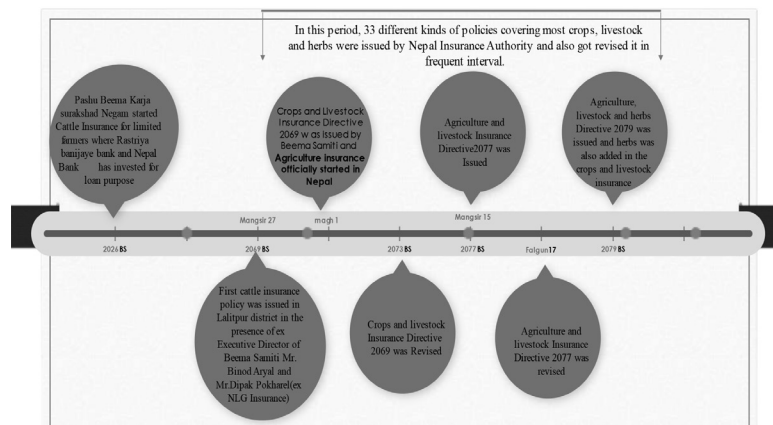 In this period, 33 different kinds of policies covering most crops, livestock
and herbs were issued by Nepal Insurance Authority and also got revised it in
frequent interval.
Pashu Beema Karja
surakshad Negam started
Cattle Insurance for limited
farmers where Rastriya
banijaye bank and Nepal
Bank has invested for
loan purpose
Crops and Livestock
Insurance Directive
2069 was issued by
Beema Samiti and
Agriculture insurance
officially started in
Nepal
Agriculture and
livestock Insurance
Directive2077 was
Issued
Agriculture,
livestock and herbs
Directive 2079 was
issued and herbs was
also added in the
crops and livestock
insurance
Mangsir 27
magh 1
Mangsir 15
2026 BS
2069 BS
2073 BS
2077 BS
Falgun17
2079 BS
First cattle insurance
policy was issued in
Lalitpur district in the
presence of ex
Executive Director of
Beema Samiti Mr.
Binod Aryal and
Mr.Dipak Pokharel(ex
NLG Insurance)
Crops and livestock
Insurance Directive
2069 was Revised
Agriculture and
livestock Insurance
Directive 2077 was
revised